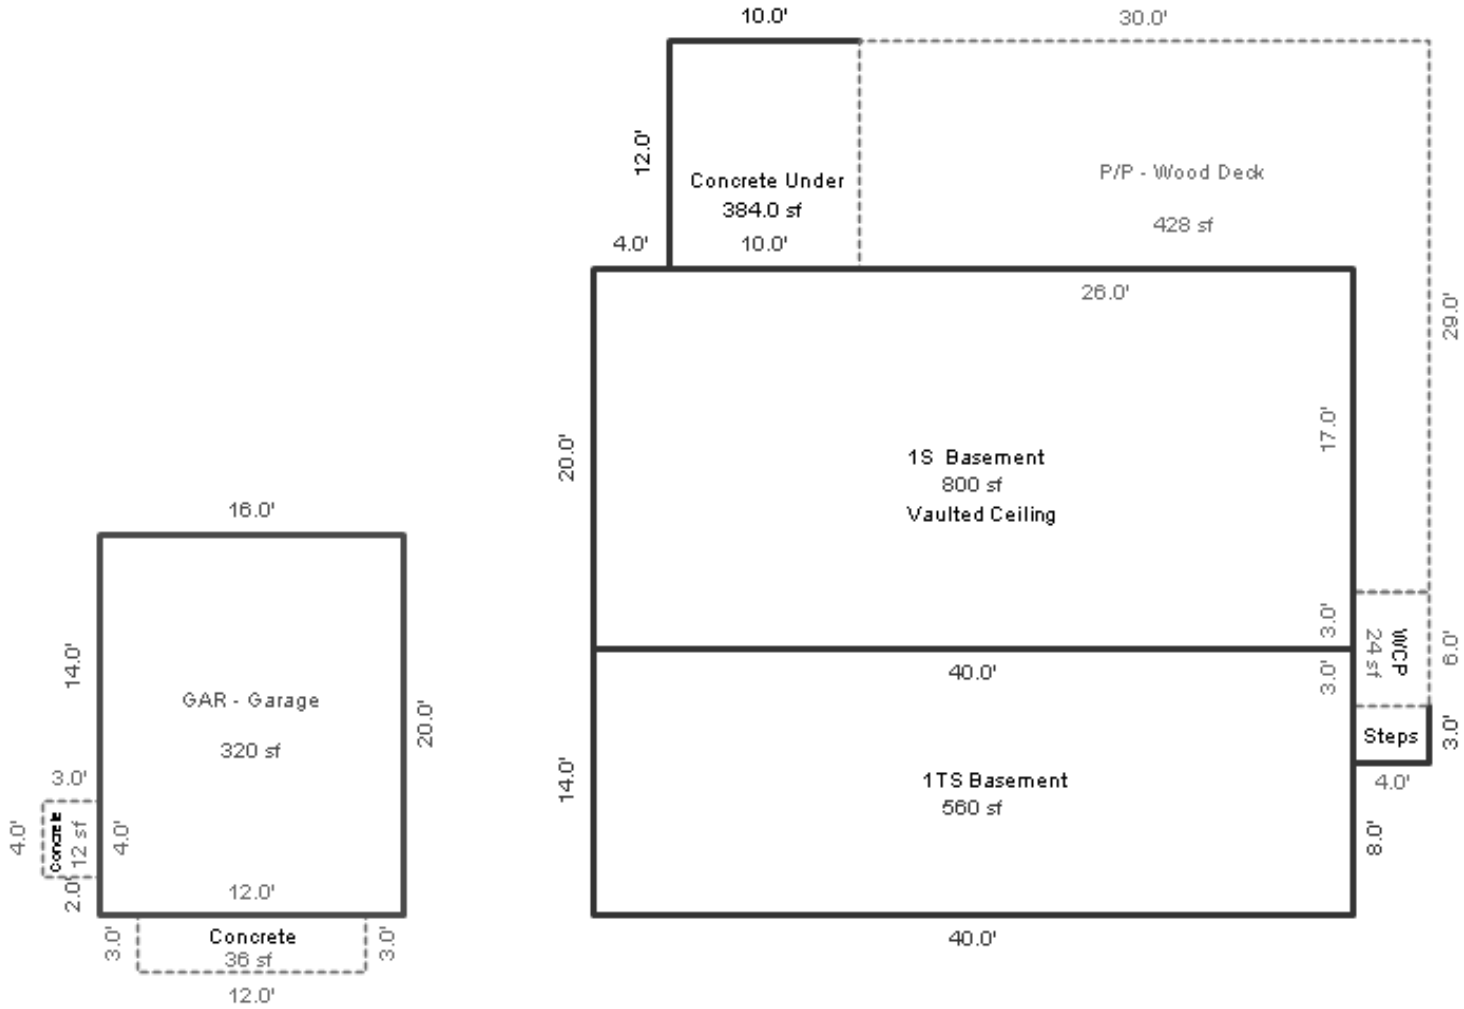 10.0'
30.0'
12.0'
Concrete Under
384.0 sf
P/P - Wood Deck
428 sf
4.0'
10.0'
26.0'
29.0'
20.0'
17.0'
1S Basement
800 sf
Vaulted Ceiling
16.0'
14.0'
GAR - Garage
320 sf
20.0'
3.0'
4.0'
Concrete
12 sf
4.0'
2.0'
12.0'
3.0'
Concrete
36 sf
3.0'
12.0'
3.0'
WCP
24 sf
6.0'
40.0'
3.0'
Steps
3.0'
4.0'
14.0'
1TS Basement
560 sf
8.0'
40.0'